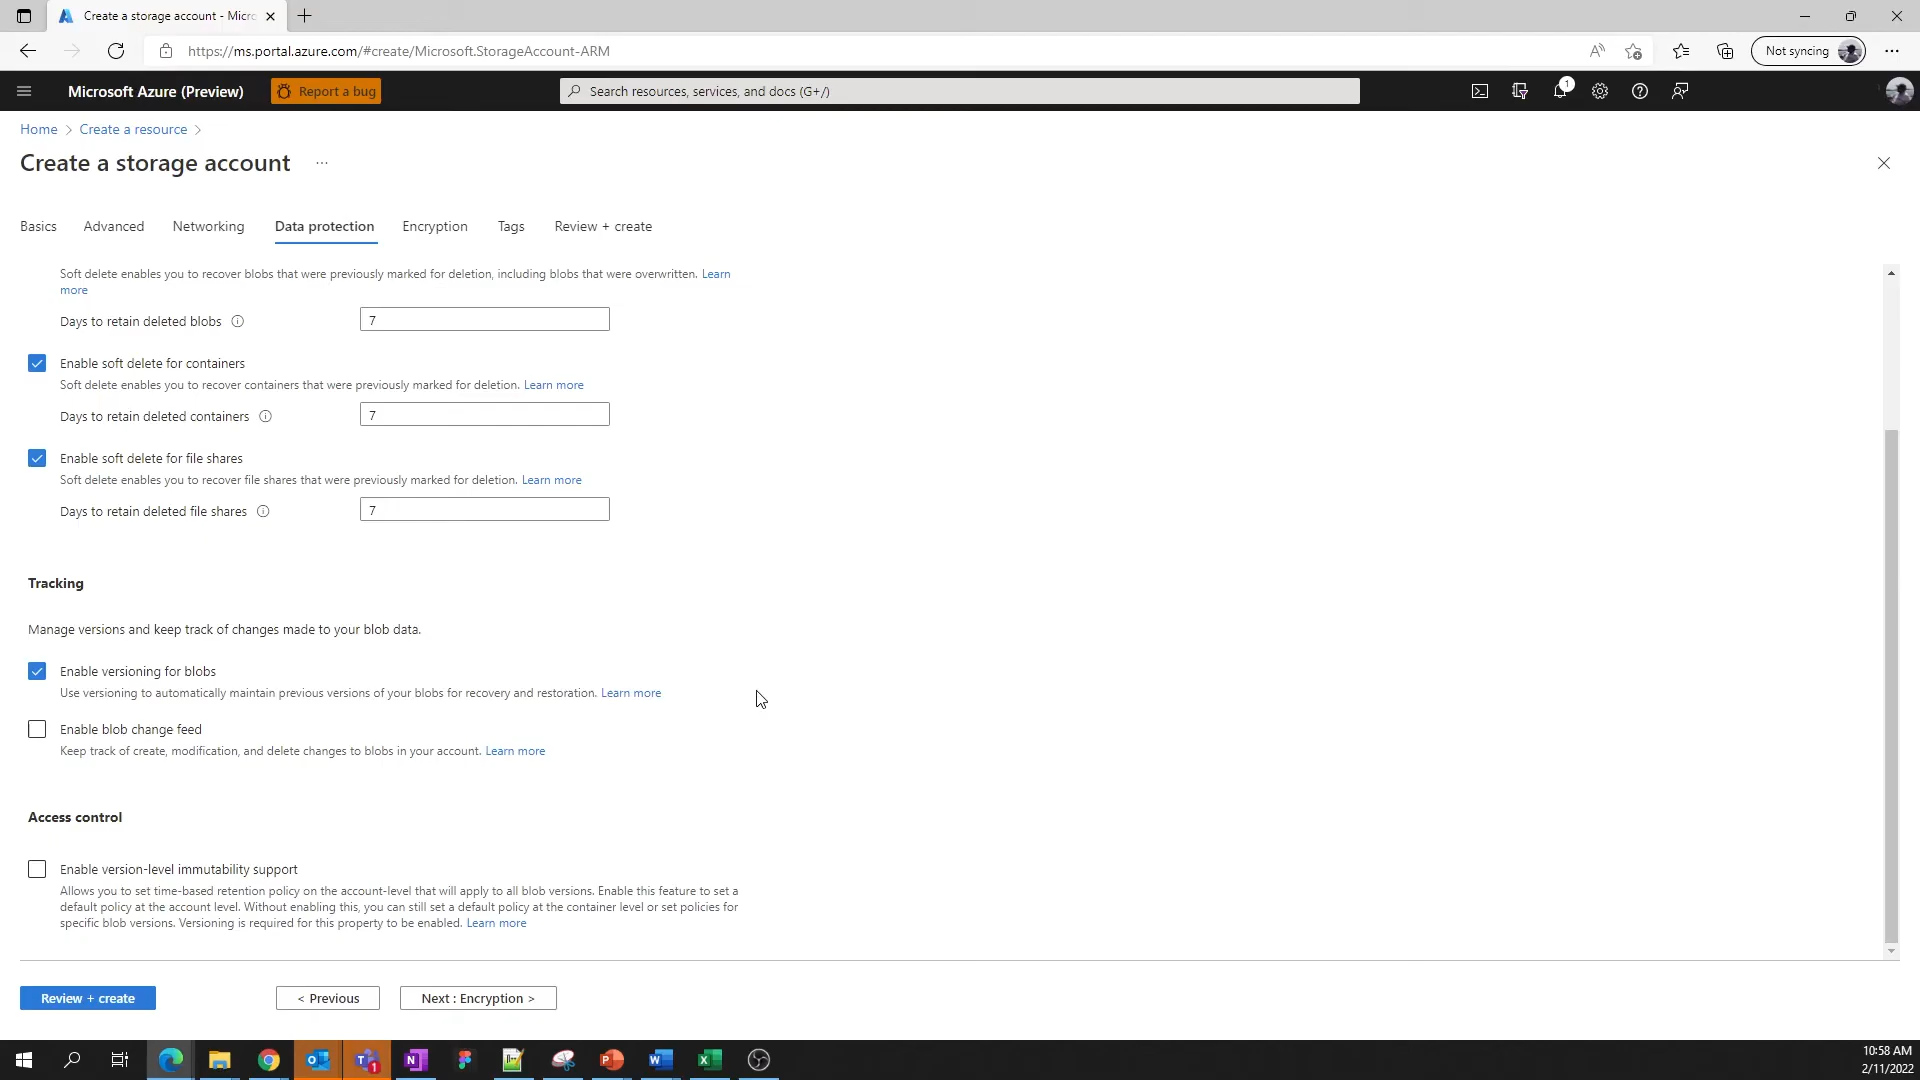 Create a storage account - Micr
https://ms.portal.azure.com/#create/Microsoft.StorageAccount-ARM
Not syncing
Microsoft Azure (Preview)
Report a bug
Search resources, services, and docs (G+/)
1
Home > Create a resource >
Create a storage account ...
Basics
Advanced
Networking
Data protection
Encryption
Tags
Review + create
Soft delete enables you to recover blobs that were previously marked for deletion, including blobs that were overwritten. Learn
more
Days to retain deleted blobs
7
Enable soft delete for containers
Soft delete enables you to recover containers that were previously marked for deletion. Learn more
Days to retain deleted containers
7
Enable soft delete for file shares
Soft delete enables you to recover file shares that were previously marked for deletion. Learn more
Days to retain deleted file shares
7
Tracking
Manage versions and keep track of changes made to your blob data.
Enable versioning for blobs
Use versioning to automatically maintain previous versions of your blobs for recovery and restoration. Learn more
Enable blob change feed
Keep track of create, modification, and delete changes to blobs in your account. Learn more
Access control
Enable version-level immutability support
Allows you to set time-based retention policy on the account-level that will apply to all blob versions. Enable this feature to set a
default policy at the account level. Without enabling this, you can still set a default policy at the container level or set policies for
specific blob versions. Versioning is required for this property to be enabled. Learn more
Review + create
< Previous
Next : Encryption >
1
10:58 AM
2/11/2022